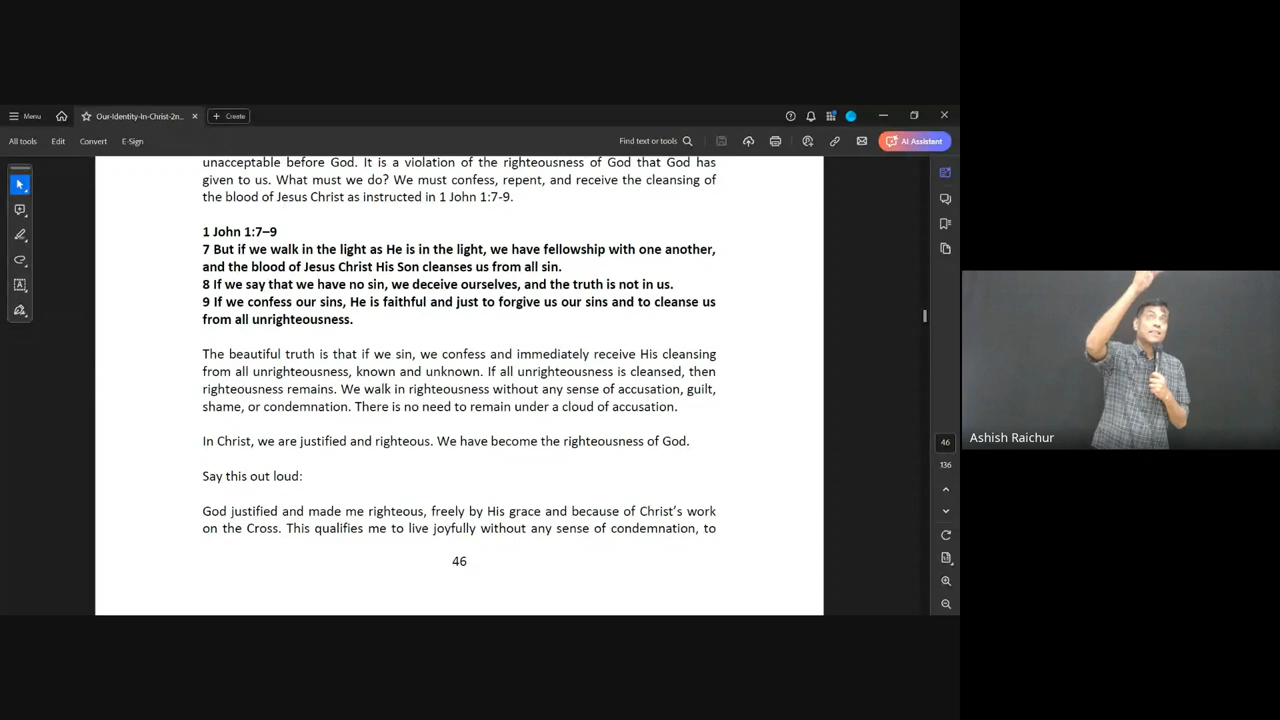 Menu
Our-Identity-In-Christ-2n...
Create
All tools
Edit
Convert
E-Sign
Find text or tools
AI Assistant
unacceptable before God. It is a violation of the righteousness of God that God has
given to us. What must we do? We must confess, repent, and receive the cleansing of
the blood of Jesus Christ as instructed in 1 John 1:7-9.
1 John 1:7–9
7 But if we walk in the light as He is in the light, we have fellowship with one another,
and the blood of Jesus Christ His Son cleanses us from all sin.
8 If we say that we have no sin, we deceive ourselves, and the truth is not in us.
9 If we confess our sins, He is faithful and just to forgive us our sins and to cleanse us
from all unrighteousness.
The beautiful truth is that if we sin, we confess and immediately receive His cleansing
from all unrighteousness, known and unknown. If all unrighteousness is cleansed, then
righteousness remains. We walk in righteousness without any sense of accusation, guilt,
shame, or condemnation. There is no need to remain under a cloud of accusation.
In Christ, we are justified and righteous. We have become the righteousness of God.
Say this out loud:
God justified and made me righteous, freely by His grace and because of Christ's work
on the Cross. This qualifies me to live joyfully without any sense of condemnation, to
46
46
136
Ashish Raichur